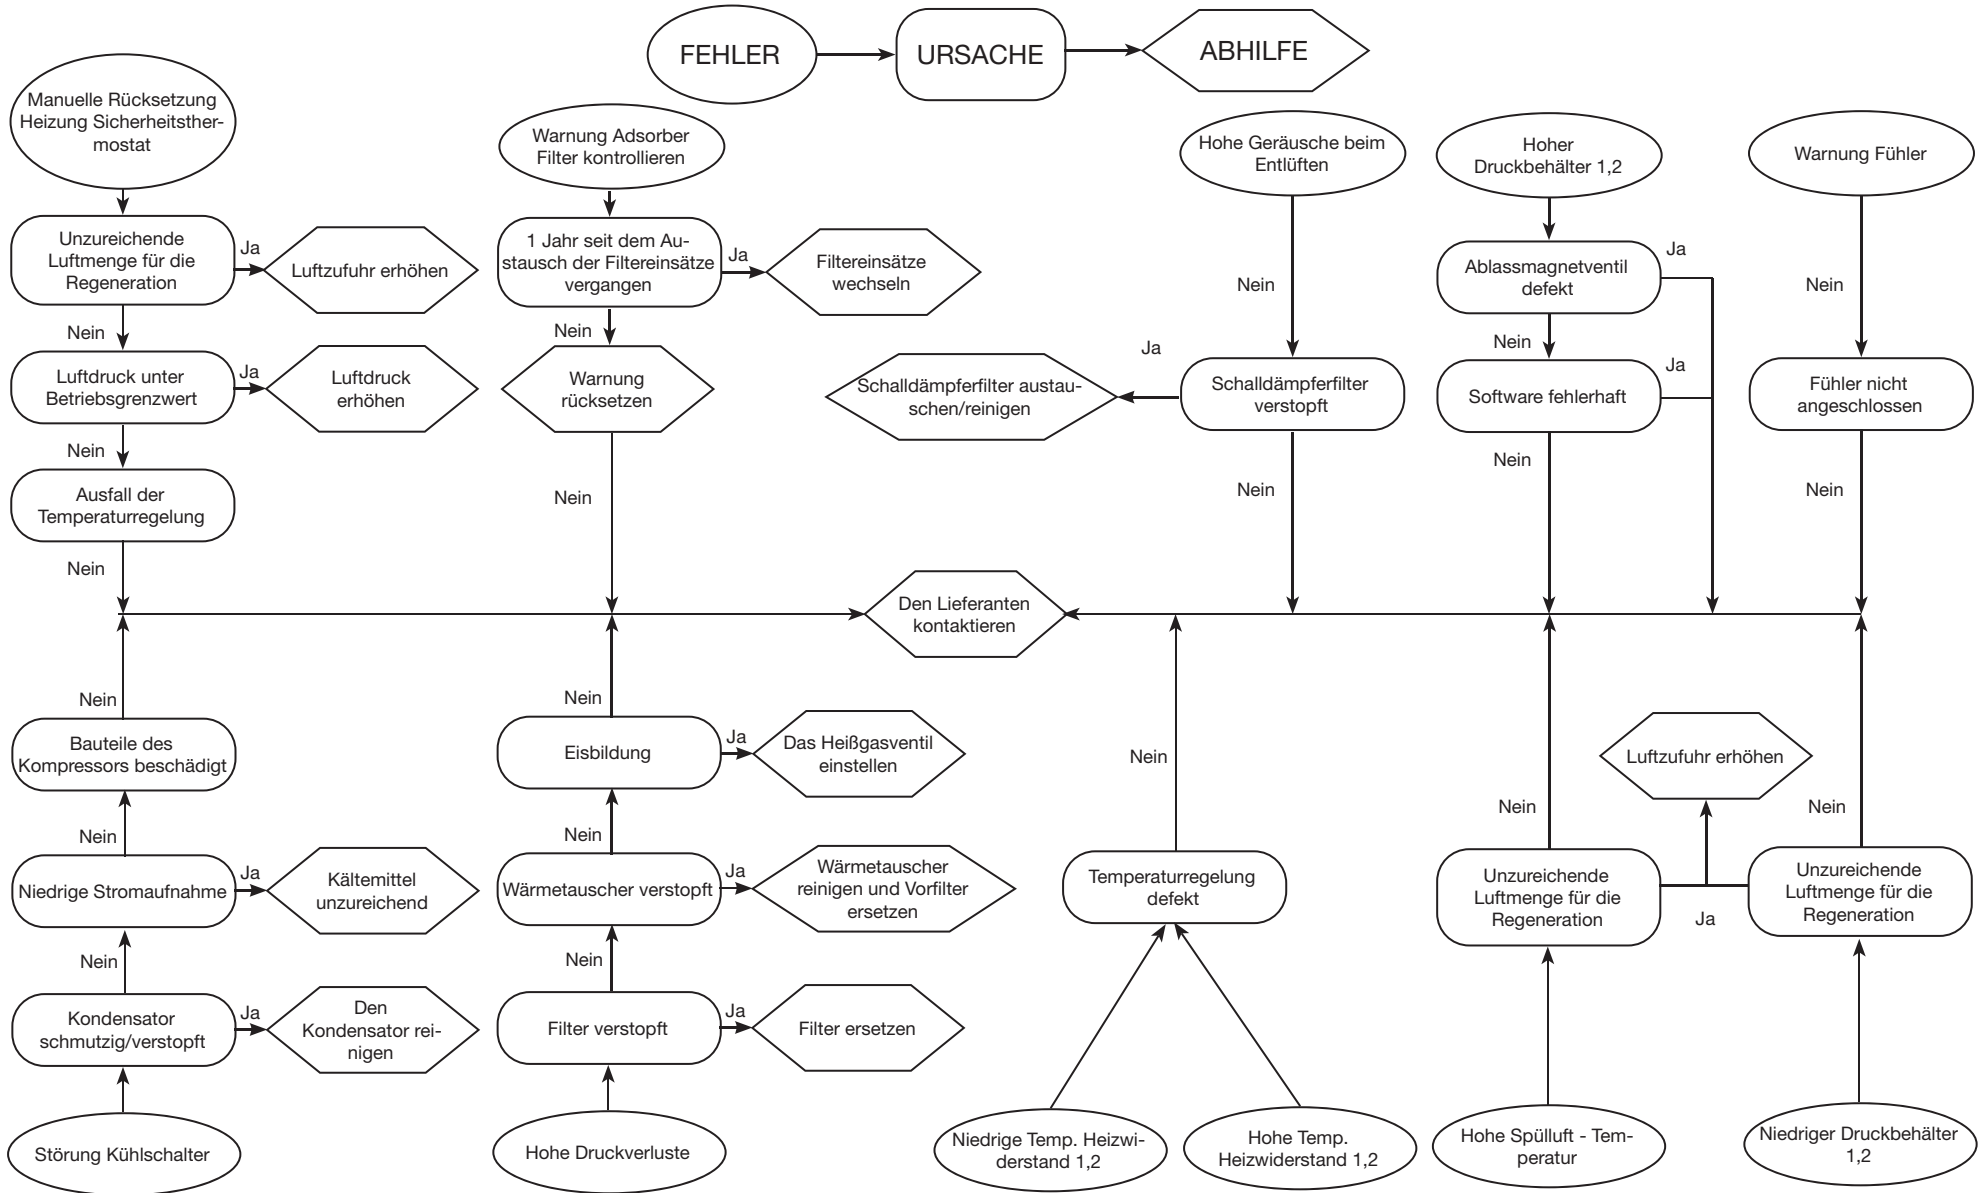 FEHLER
URSACHE
ABHILFE
Manuelle Rücksetzung
Heizung Sicherheitsther-
mostat
Unzureichende
Luftmenge für die
Regeneration
Ja
Luftzufuhr erhöhen
Nein
Luftdruck unter
Betriebsgrenzwert
Ja
Luftdruck
erhöhen
Nein
Ausfall der
Temperaturregelung
Nein
Warnung Adsorber
Filter kontrollieren
1 Jahr seit dem Au-
stausch der Filtereinsätze
vergangen
Ja
Filtereinsätze
wechseln
Nein
Warnung
rücksetzen
Nein
Hohe Geräusche beim
Entlüften
Nein
Ja
Schalldämpferfilter austau-
schen/reinigen
Schalldämpferfilter
verstopft
Nein
Hoher
Druckbehälter 1,2
Ablassmagnetventil
defekt
Ja
Nein
Software fehlerhaft
Ja
Nein
Warnung Fühler
Nein
Fühler nicht
angeschlossen
Nein
Den Lieferanten
kontaktieren
Nein
Bauteile des
Kompressors beschädigt
Nein
Niedrige Stromaufnahme
Ja
Kältemittel
unzureichend
Nein
Kondensator
schmutzig/verstopft
Ja
Den
Kondensator rei-
nigen
Störung Kühlschalter
Nein
Eisbildung
Ja
Das Heißgasventil
einstellen
Nein
Wärmetauscher verstopft
Ja
Wärmetauscher
reinigen und Vorfilter
ersetzen
Nein
Filter verstopft
Ja
Filter ersetzen
Hohe Druckverluste
Nein
Temperaturregelung
defekt
Niedrige Temp. Heizwi-
derstand 1,2
Hohe Temp.
Heizwiderstand 1,2
Nein
Unzureichende
Luftmenge für die
Regeneration
Hohe Spülluft - Tem-
peratur
Luftzufuhr erhöhen
Ja
Nein
Unzureichende
Luftmenge für die
Regeneration
Niedriger Druckbehälter
1,2